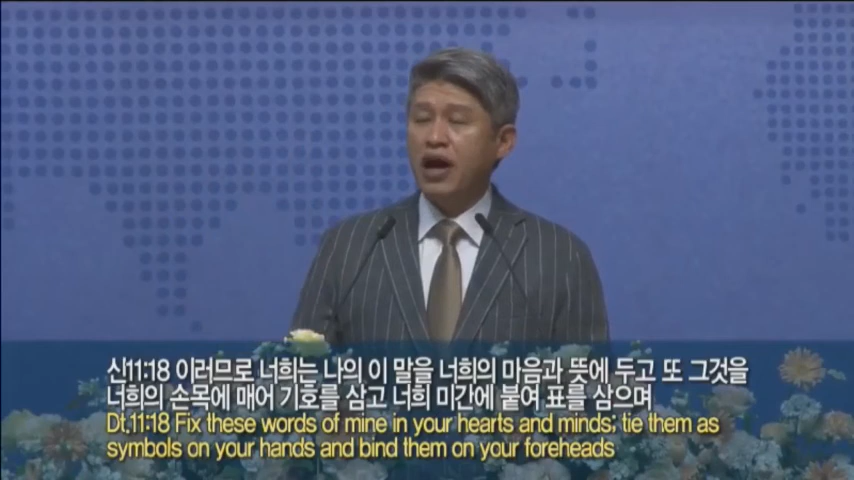 신11:18 이러므로 너희는 나의 이 말을 너희의 마음과 뜻에 두고 또 그것을
너희의 손목에 매어 기호를 삼고 너희 미간에 붙여 표를 삼으며
Dt,11:18 Fix these words of mine in your hearts and minds; tie them as
symbols on your hands and bind them on your foreheads